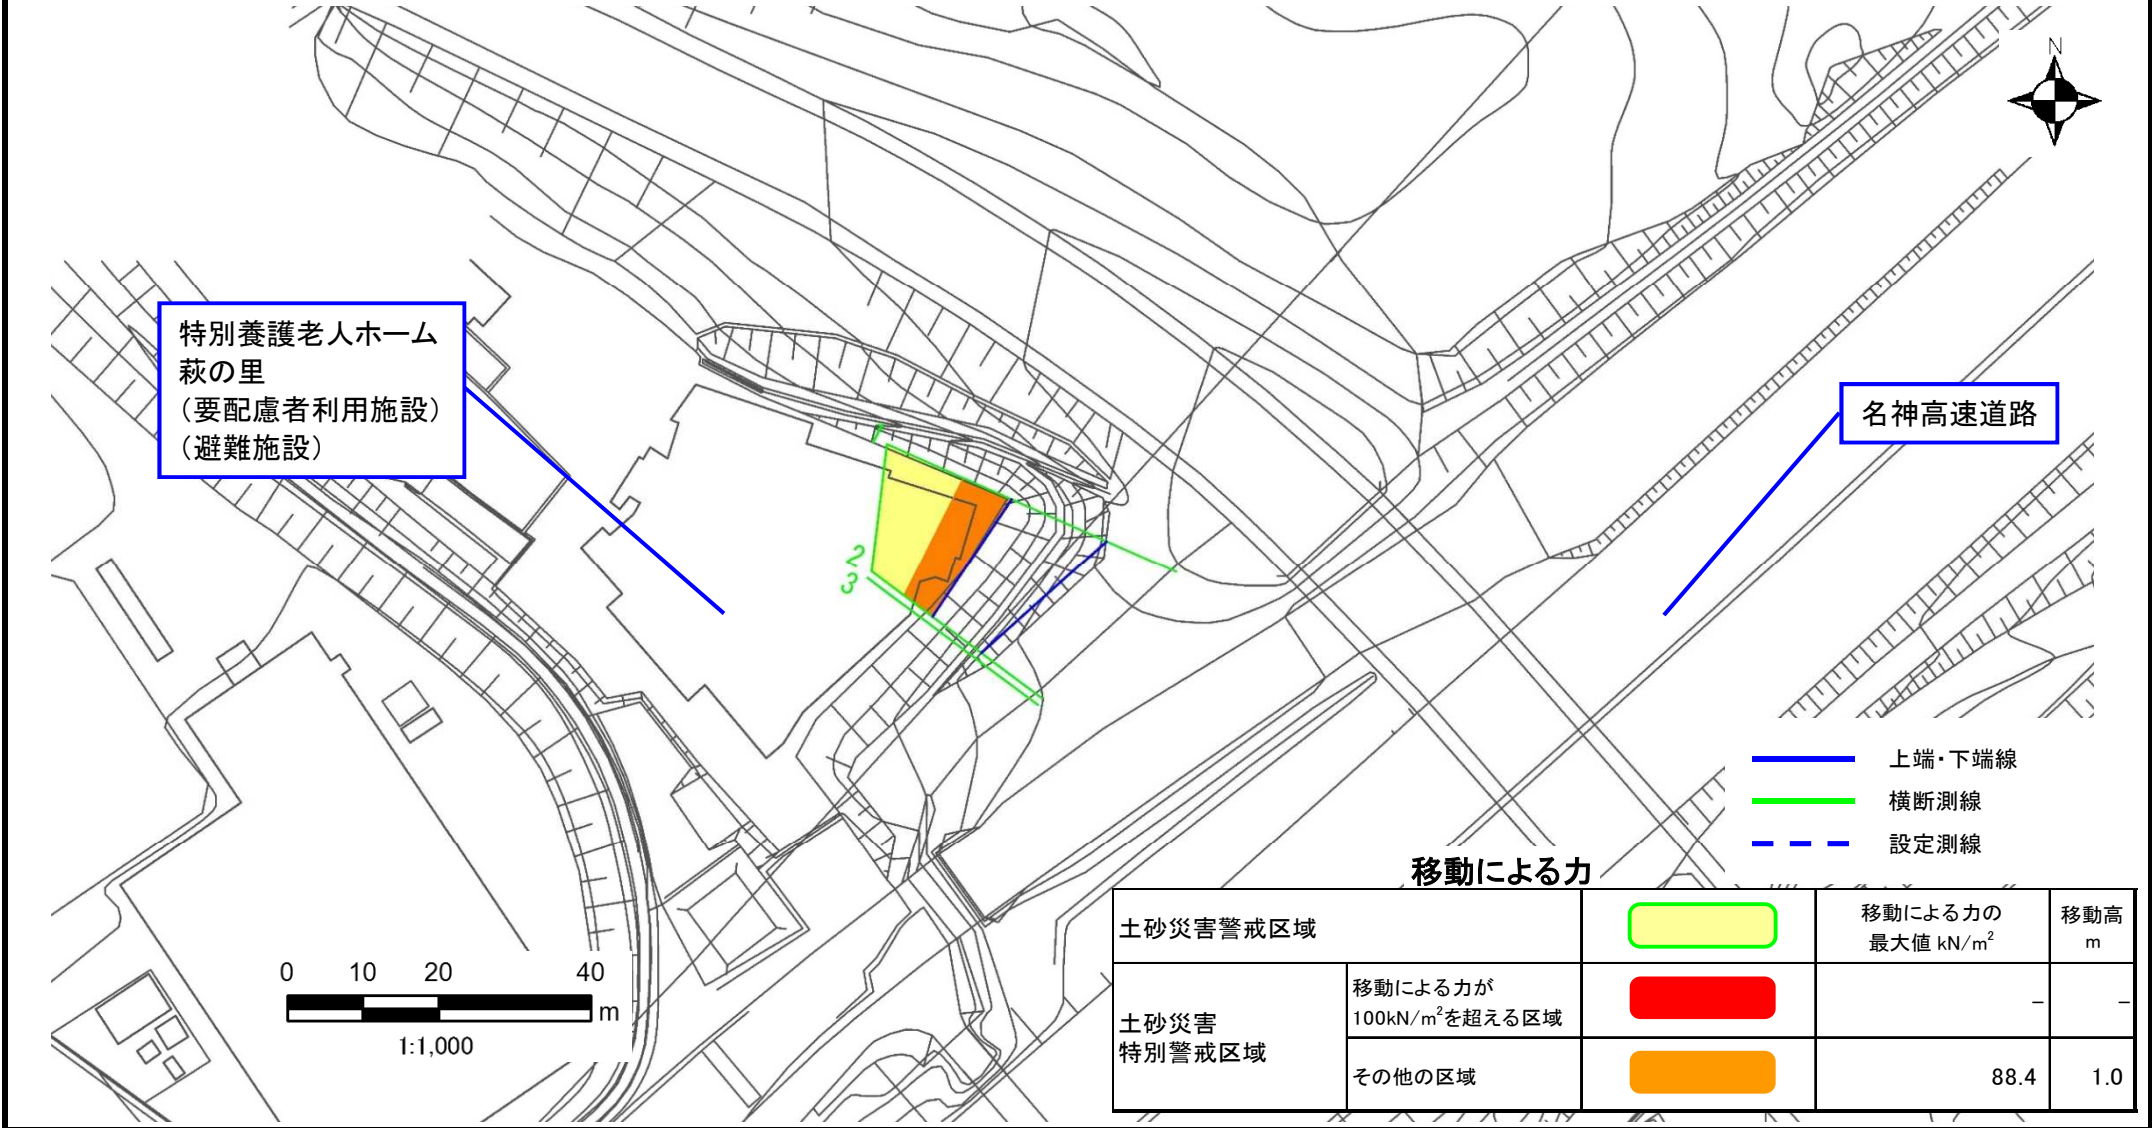 N
特別養護老人ホーム
萩の里
（要配慮者利用施設）
（避難施設）
名神高速道路
1
2
3
上端・下端線
横断測線
設定測線
0 10 20 40
m
1:1,000
移動による力
土砂災害警戒区域
移動による力の
最大値 kN/m²
移動高
m
土砂災害
特別警戒区域
移動による力が
100kN/m²を超える区域
－ －
その他の区域
88.4 1.0